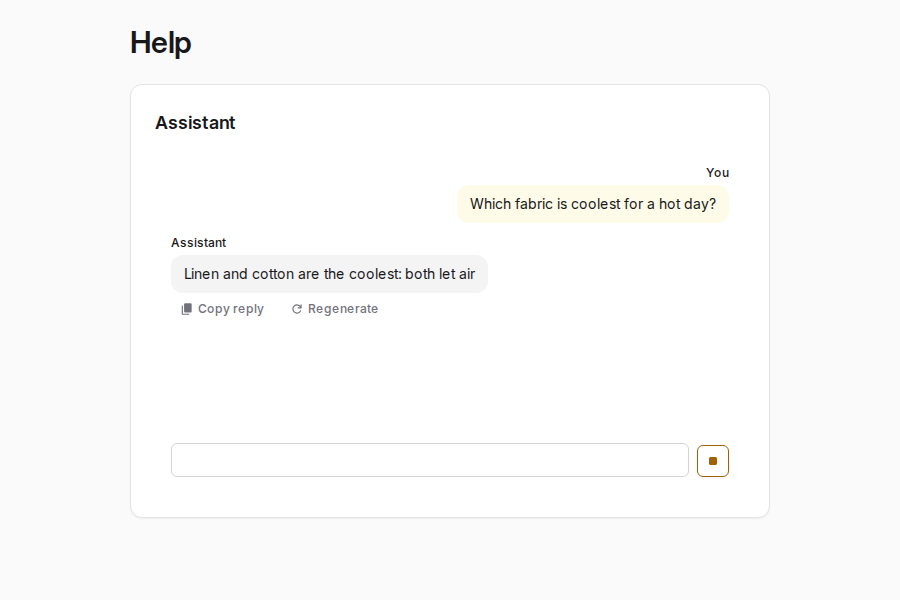 Help
Assistant
You
Which fabric is coolest for a hot day?
Assistant
Linen and cotton are the coolest: both let air
Copy reply
Regenerate